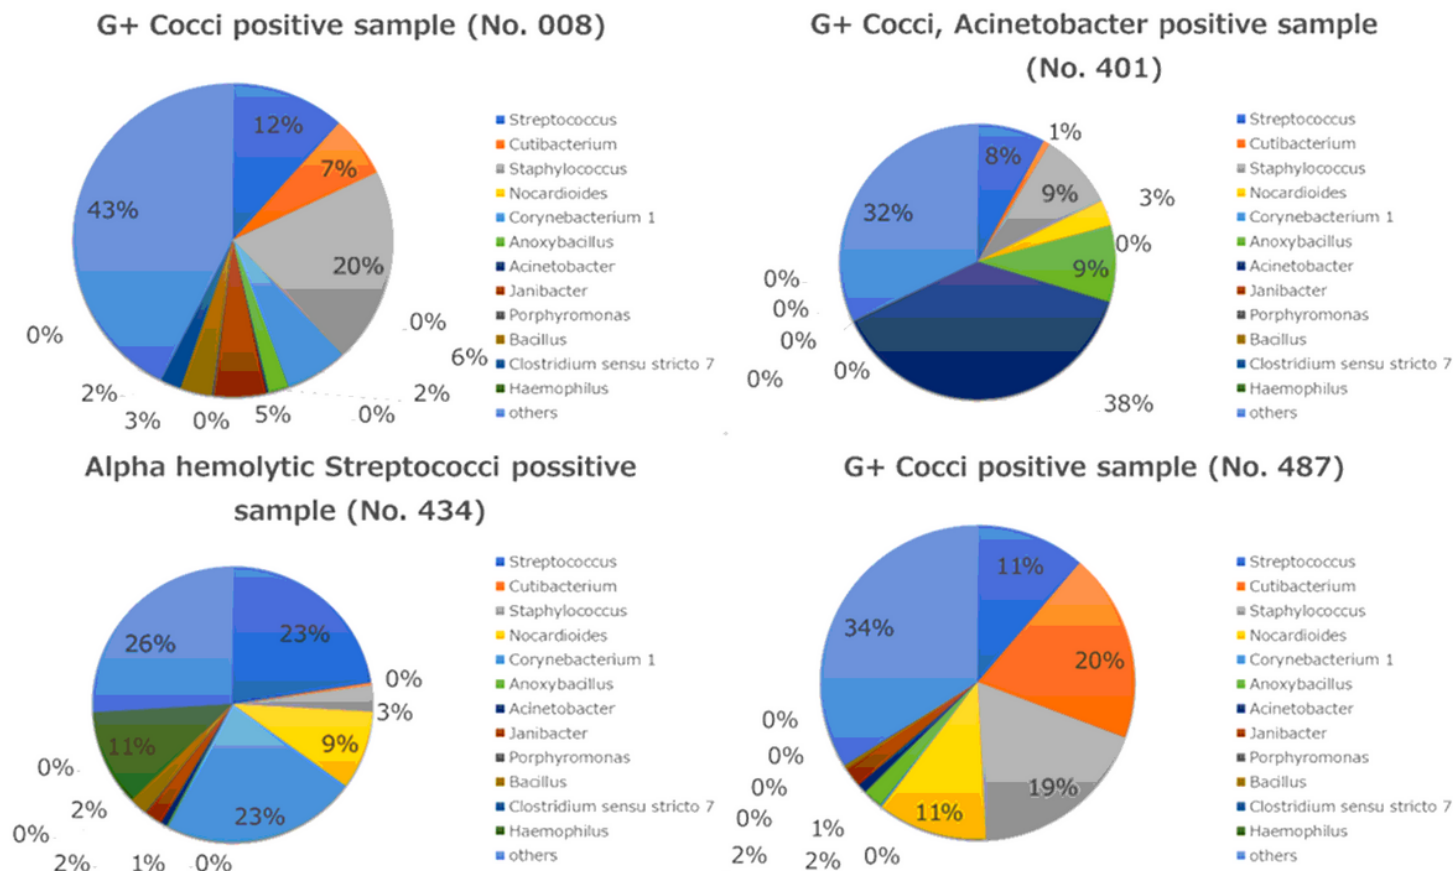 G+ Cocci positive sample (No. 008)
12%
7%
20%
0%
6%
2%
0%
5%
0%
3%
2%
0%
43%
Streptococcus
Cutibacterium
Staphylococcus
Nocardioides
Corynebacterium 1
Anoxybacillus
Acinetobacter
Janibacter
Porphyromonas
Bacillus
Clostridium sensu stricto 7
Haemophilus
others
G+ Cocci, Acinetobacter positive sample
(No. 401)
8%
1%
9%
3%
0%
9%
38%
0%
0%
0%
0%
0%
32%
Streptococcus
Cutibacterium
Staphylococcus
Nocardioides
Corynebacterium 1
Anoxybacillus
Acinetobacter
Janibacter
Porphyromonas
Bacillus
Clostridium sensu stricto 7
Haemophilus
others
Alpha hemolytic Streptococci possitive
sample (No. 434)
23%
0%
3%
9%
23%
0%
1%
2%
0%
2%
0%
11%
26%
Streptococcus
Cutibacterium
Staphylococcus
Nocardioides
Corynebacterium 1
Anoxybacillus
Acinetobacter
Janibacter
Porphyromonas
Bacillus
Clostridium sensu stricto 7
Haemophilus
others
G+ Cocci positive sample (No. 487)
11%
20%
19%
11%
0%
2%
1%
2%
0%
0%
0%
0%
34%
Streptococcus
Cutibacterium
Staphylococcus
Nocardioides
Corynebacterium 1
Anoxybacillus
Acinetobacter
Janibacter
Porphyromonas
Bacillus
Clostridium sensu stricto 7
Haemophilus
others